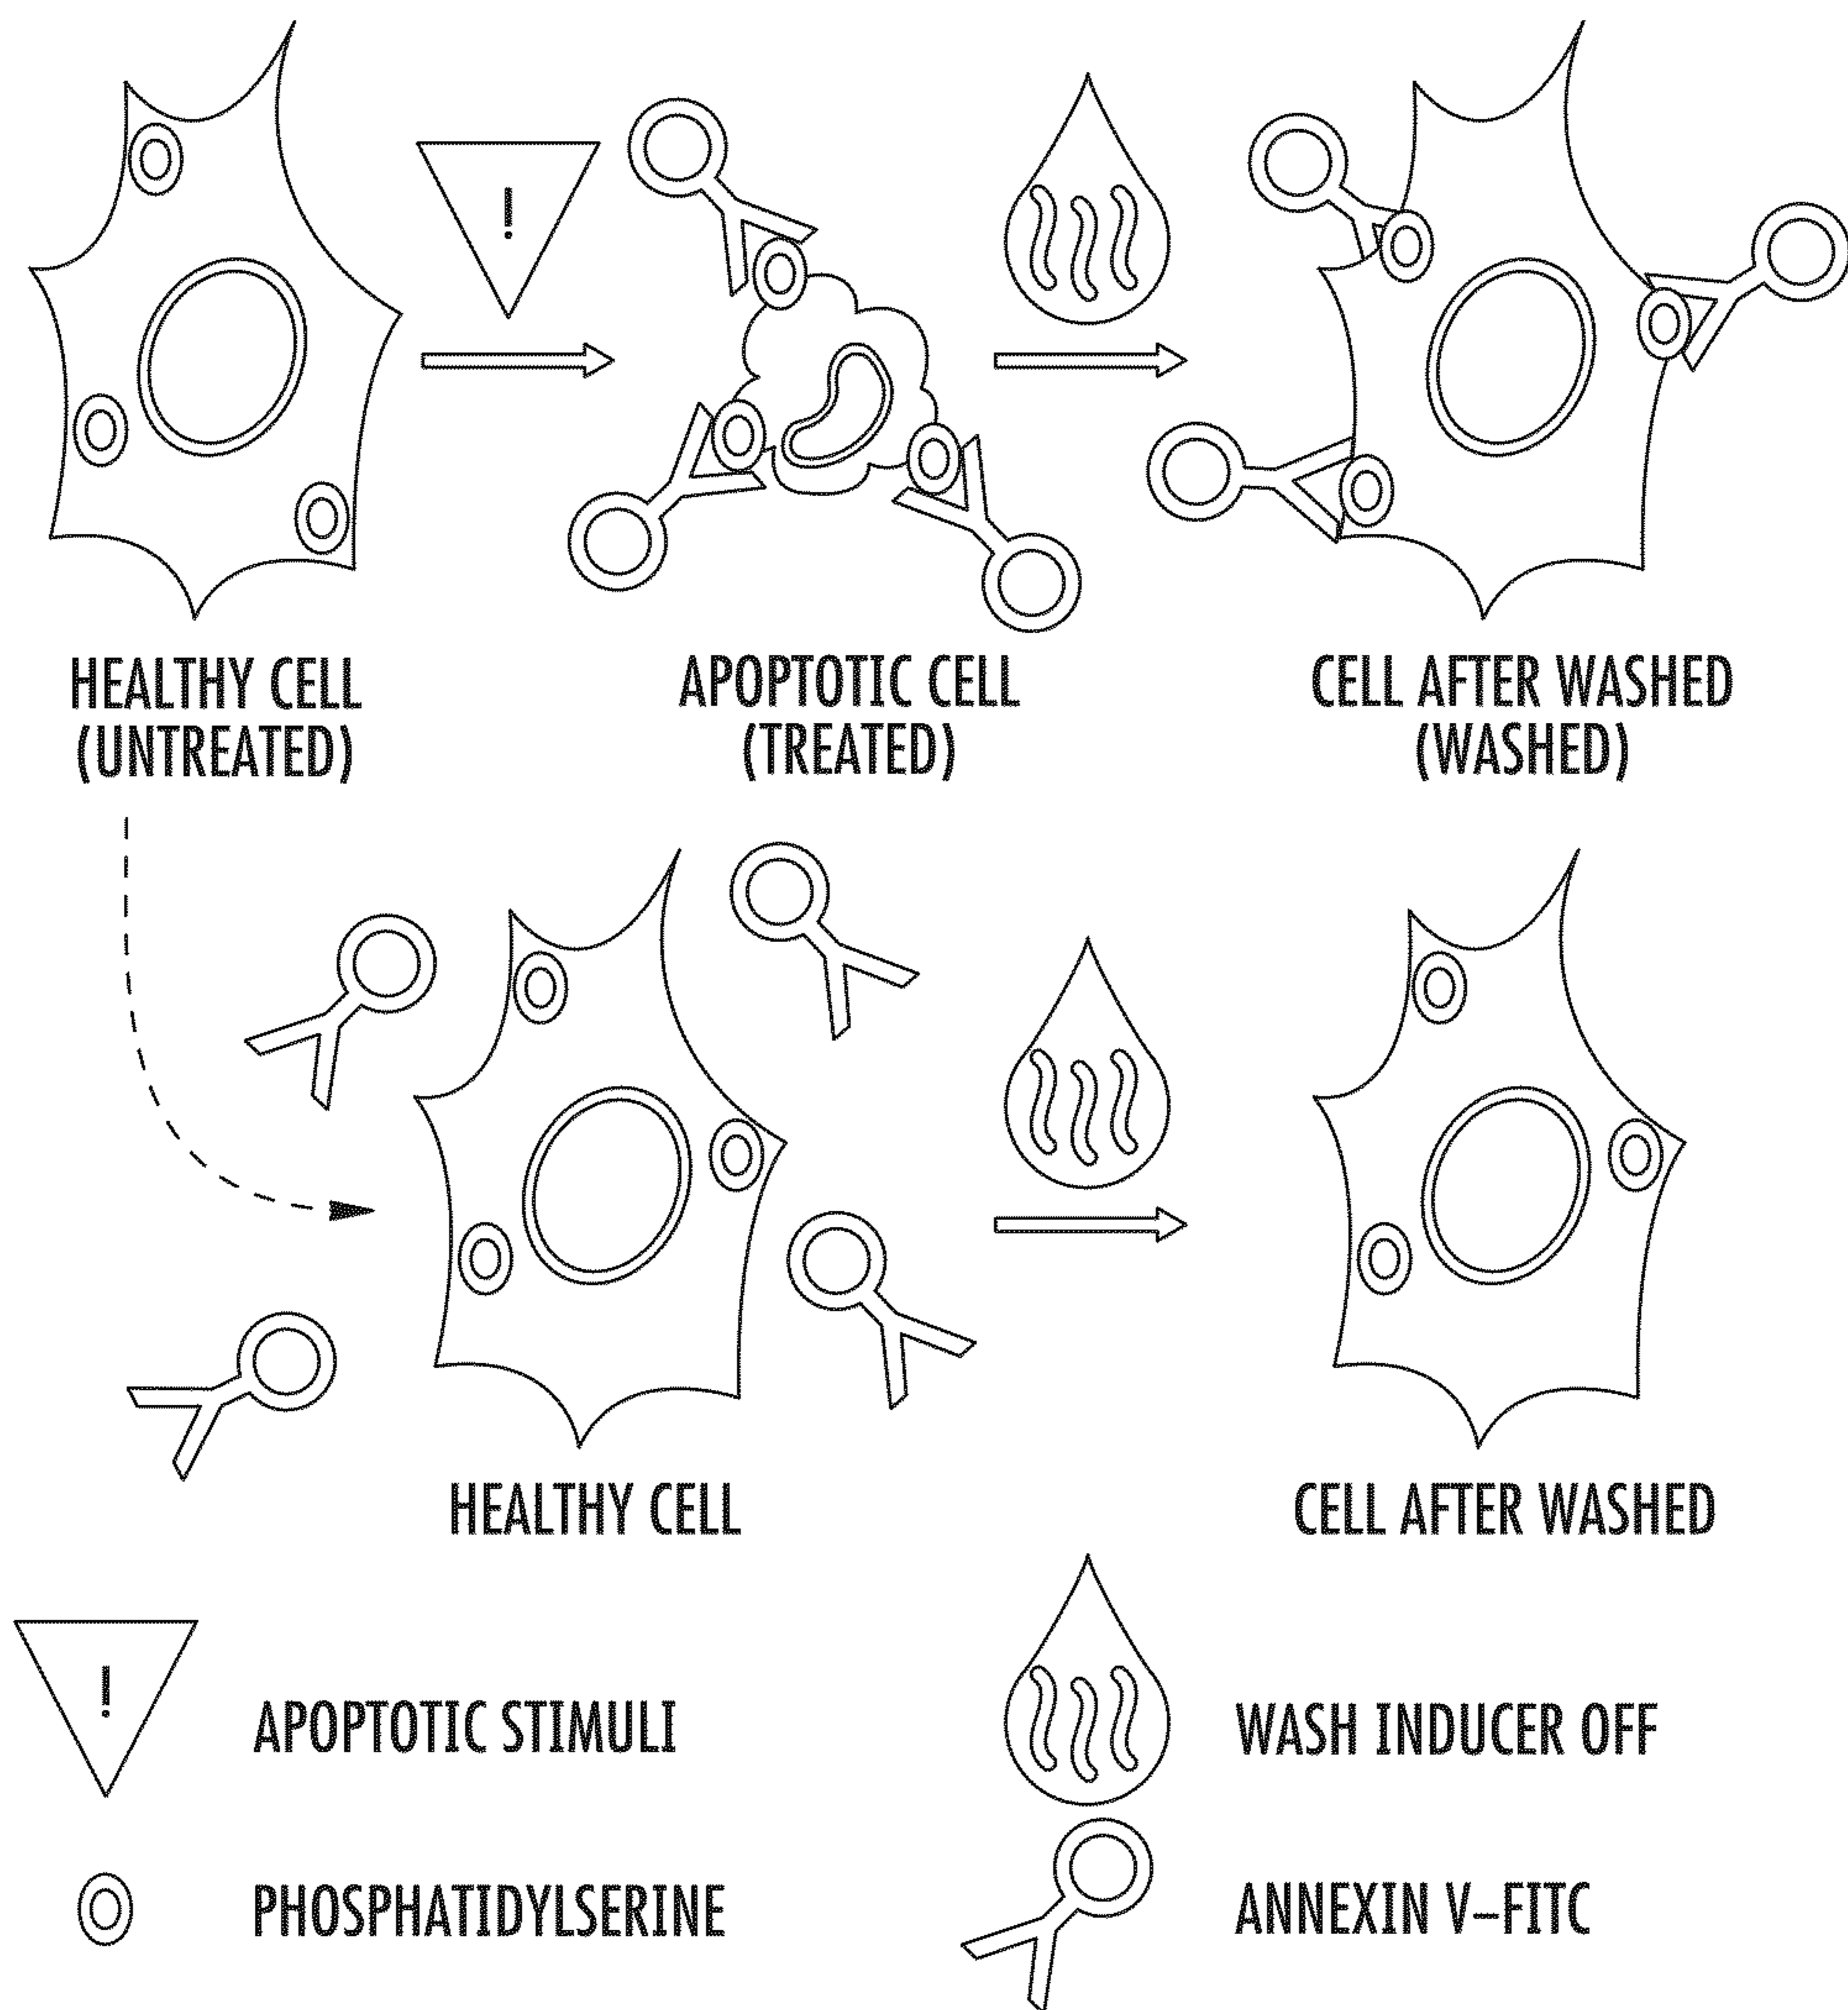 !
HEALTHY CELL
(UNTREATED)
APOPTOTIC CELL
(TREATED)
CELL AFTER WASHED
(WASHED)
HEALTHY CELL
CELL AFTER WASHED
!
APOPTOTIC STIMULI
WASH INDUCER OFF
PHOSPHATIDYLSERINE
ANNEXIN V–FITC